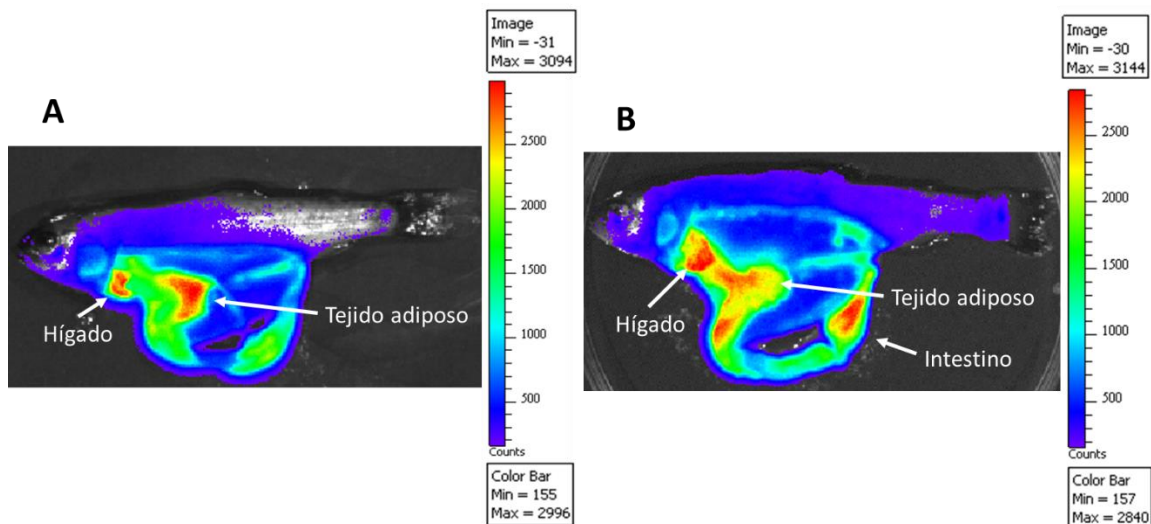 A
Hígado
Tejido adiposo
Image
Min = -31
Max = 3094
2500
2000
1500
1000
500
Counts
Color Bar
Min = 155
Max = 2996
B
Hígado
Tejido adiposo
Intestino
Image
Min = -30
Max = 3144
2500
2000
1500
1000
500
Counts
Color Bar
Min = 157
Max = 2840